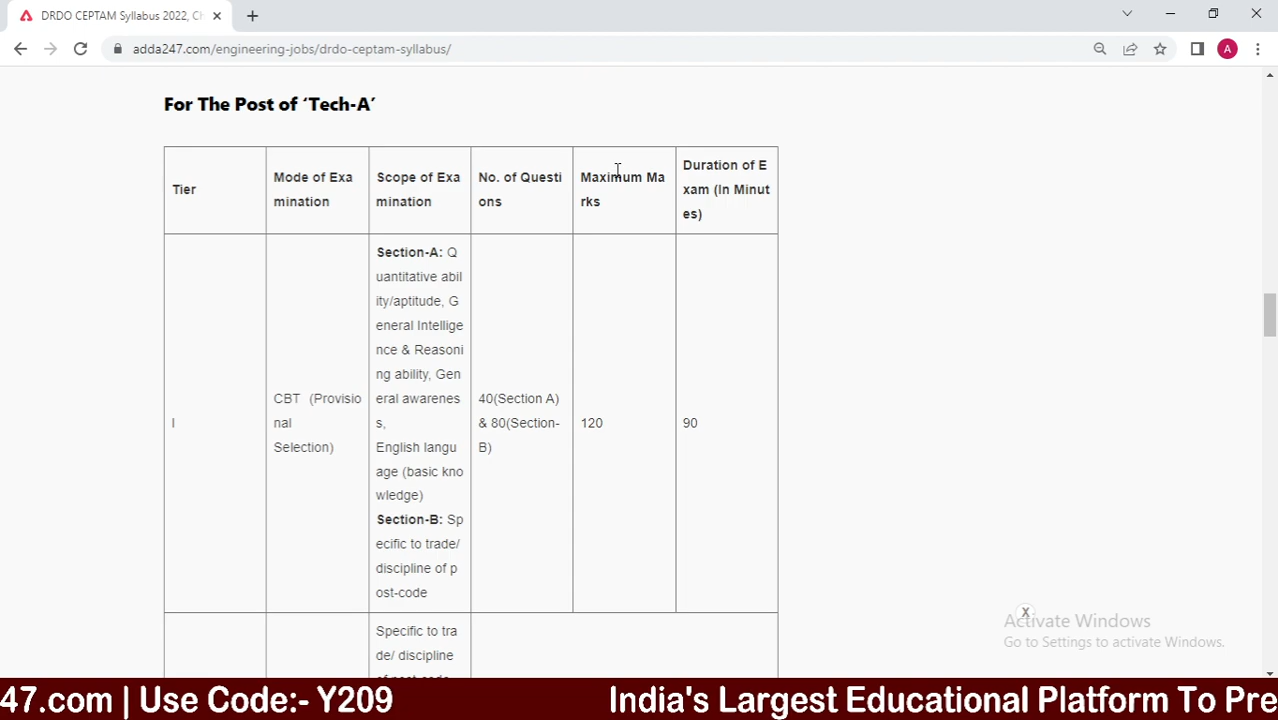 DRDO CEPTAM Syllabus 2022, Ch
adda247.com/engineering-jobs/drdo-ceptam-syllabus/
A
For The Post of ‘Tech-A’
Tier
Mode of Exa
mination
Scope of Exa
mination
No. of Questi
ons
Maximum Ma
rks
Duration of E
xam (In Minut
es)
I
CBT (Provisio
nal
Selection)
Section-A: Q
uantitative abil
ity/aptitude, G
eneral Intellige
nce & Reasoni
ng ability, Gen
eral awarenes
s,
English langu
age (basic kno
wledge)
Section-B: Sp
ecific to trade/
discipline of p
ost-code
40(Section A)
& 80(Section-
B)
120
90
Specific to tra
de/ discipline
of post-code
X
Activate Windows
Go to Settings to activate Windows.
47.com | Use Code:- Y209
India's Largest Educational Platform To Pre